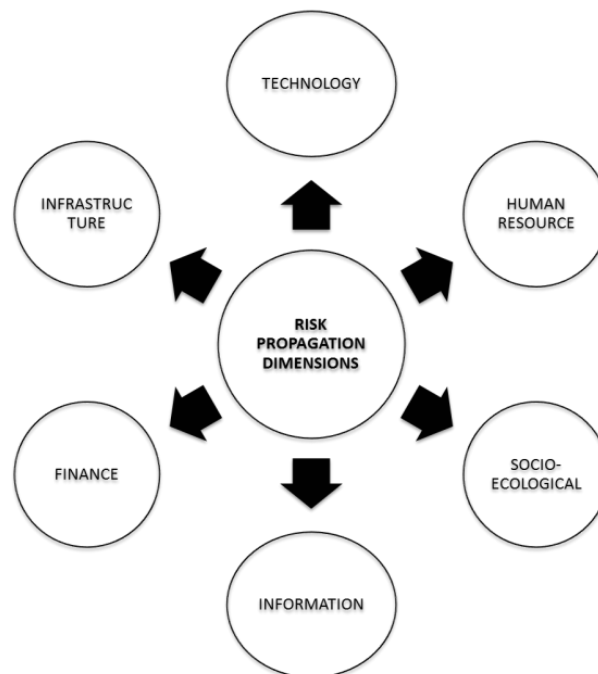 TECHNOLOGY
INFRASTRUC
TURE
HUMAN
RESOURCE
RISK
PROPAGATION
DIMENSIONS
FINANCE
SOCIO-
ECOLOGICAL
INFORMATION